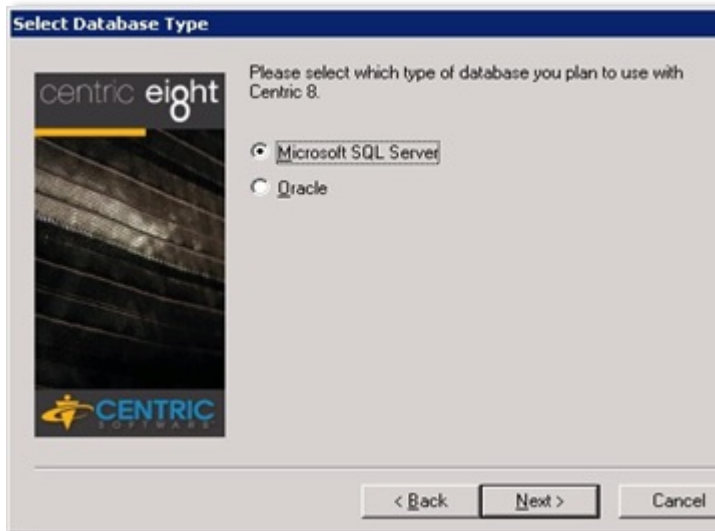 Select Database Type
centric eight
Please select which type of database you plan to use with
Centric 8.
Microsoft SQL Server
Oracle
CENTRIC
SOFTWARE
< Back
Next >
Cancel